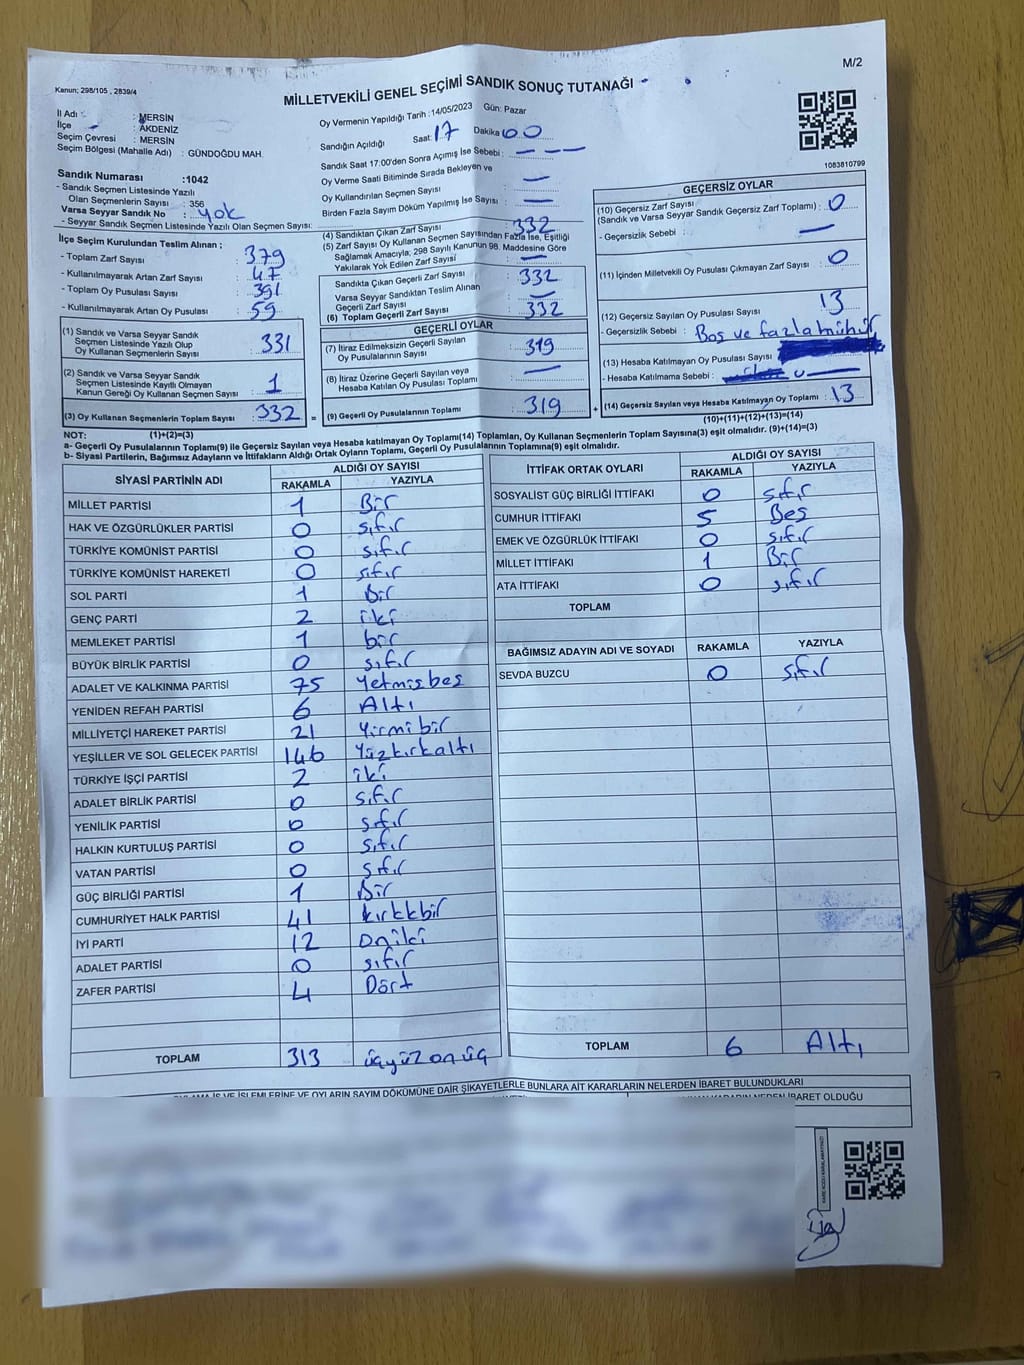 M/2
Kanun; 298/105 , 2839/4
MİLLETVEKİLİ GENEL SEÇİMİ SANDIK SONUÇ TUTANAĞI
İl Adı : MERSİN
İlçe : AKDENİZ
Seçim Çevresi : MERSİN
Seçim Bölgesi (Mahalle Adı) : GÜNDOĞDU MAH.
Oy Vermenin Yapıldığı Tarih : 14/05/2023 Gün: Pazar
Sandığın Açıldığı Saat: 17 Dakika 00
Sandık Saat 17:00'den Sonra Açımış İse Sebebi : — — —
Oy Verme Saati Bitiminde Sırada Bekleyen ve
Oy Kullandırılan Seçmen Sayısı : —
Birden Fazla Sayım Döküm Yapılmış İse Sayısı : —
1083810799
Sandık Numarası :1042
- Sandık Seçmen Listesinde Yazılı
Olan Seçmenlerin Sayısı : 356
Varsa Seyyar Sandık No : yok
- Seyyar Sandık Seçmen Listesinde Yazılı Olan Seçmen Sayısı:
İlçe Seçim Kurulundan Teslim Alınan ;
- Toplam Zarf Sayısı : 379
- Kullanılmayarak Artan Zarf Sayısı : 47
- Toplam Oy Pusulası Sayısı : 391
- Kullanılmayarak Artan Oy Pusulası : 59
(1) Sandık ve Varsa Seyyar Sandık
Seçmen Listesinde Yazılı Olup
Oy Kullanan Seçmenlerin Sayısı : 331
(2) Sandık ve Varsa Seyyar Sandık
Seçmen Listesinde Kayıtlı Olmayan
Kanun Gereği Oy Kullanan Seçmen Sayısı : 1
(3) Oy Kullanan Seçmenlerin Toplam Sayısı : 332 =
(1)+(2)=(3)
(4) Sandıktan Çıkan Zarf Sayısı : 332
(5) Zarf Sayısı Oy Kullanan Seçmen Sayısından Fazla İse, Eşitliği
Sağlamak Amacıyla; 298 Sayılı Kanunun 98. Maddesine Göre
Yakılarak Yok Edilen Zarf Sayısı : —
Sandıkta Çıkan Geçerli Zarf Sayısı : 332
Varsa Seyyar Sandıktan Teslim Alınan
Geçerli Zarf Sayısı : —
(6) Toplam Geçerli Zarf Sayısı : 332
GEÇERLİ OYLAR
(7) İtiraz Edilmeksizin Geçerli Sayılan
Oy Pusulalarının Sayısı : 319
(8) İtiraz Üzerine Geçerli Sayılan veya
Hesaba Katılan Oy Pusulası Toplamı : —
(9) Geçerli Oy Pusulalarının Toplamı : 319 +
GEÇERSİZ OYLAR
(10) Geçersiz Zarf Sayısı
(Sandık ve Varsa Seyyar Sandık Geçersiz Zarf Toplamı) : 0
- Geçersizlik Sebebi : —
(11) İçinden Milletvekili Oy Pusulası Çıkmayan Zarf Sayısı : 0
(12) Geçersiz Sayılan Oy Pusulası Sayısı : 13
- Geçersizlik Sebebi : Boş ve fazla mühür
(13) Hesaba Katılmayan Oy Pusulası Sayısı
- Hesaba Katılmama Sebebi :
(14) Geçersiz Sayılan veya Hesaba Katılmayan Oy Toplamı : 13
(10)+(11)+(12)+(13)=(14)
NOT:
a- Geçerli Oy Pusulaları Toplamı(9) ile Geçersiz Sayılan veya Hesaba katılmayan Oy Toplamı(14) Toplamları, Oy Kullanan Seçmenlerin Toplam Sayısına(3) eşit olmalıdır. (9)+(14)=(3)
b- Siyasi Partilerin, Bağımsız Adayların ve İttifakların Aldığı Ortak Oyların Toplamı, Geçerli Oy Pusulalarının Toplamına(9) eşit olmalıdır.
SİYASİ PARTİNİN ADI ALDIĞI OY SAYISI
RAKAMLA YAZIYLA
MİLLET PARTİSİ 1 Bir
HAK VE ÖZGÜRLÜKLER PARTİSİ 0 sıfır
TÜRKİYE KOMÜNİST PARTİSİ 0 sıfır
TÜRKİYE KOMÜNİST HAREKETİ 0 sıfır
SOL PARTİ 1 Bir
GENÇ PARTİ 2 iki
MEMLEKET PARTİSİ 1 bir
BÜYÜK BİRLİK PARTİSİ 0 sıfır
ADALET VE KALKINMA PARTİSİ 75 Yetmişbeş
YENİDEN REFAH PARTİSİ 6 Altı
MİLLİYETÇİ HAREKET PARTİSİ 21 Yirmi bir
YEŞİLLER VE SOL GELECEK PARTİSİ 146 Yüzkırkaltı
TÜRKİYE İŞÇİ PARTİSİ 2 iki
ADALET BİRLİK PARTİSİ 0 sıfır
YENİLİK PARTİSİ 0 sıfır
HALKIN KURTULUŞ PARTİSİ 0 sıfır
VATAN PARTİSİ 0 sıfır
GÜÇ BİRLİĞİ PARTİSİ 1 Bir
CUMHURİYET HALK PARTİSİ 41 kırkbir
İYİ PARTİ 12 oniki
ADALET PARTİSİ 0 sıfır
ZAFER PARTİSİ 4 Dört
TOPLAM 313 üçyüz on üç
İTTİFAK ORTAK OYLARI ALDIĞI OY SAYISI
RAKAMLA YAZIYLA
SOSYALİST GÜÇ BİRLİĞİ İTTİFAKI 0 sıfır
CUMHUR İTTİFAKI 5 Beş
EMEK VE ÖZGÜRLÜK İTTİFAKI 0 sıfır
MİLLET İTTİFAKI 1 Bir
ATA İTTİFAKI 0 sıfır
TOPLAM
BAĞIMSIZ ADAYIN ADI VE SOYADI RAKAMLA YAZIYLA
SEVDA BUZCU 0 sıfır
TOPLAM 6 Altı
İŞ VE İŞLEMLERİNE VE OYLARIN SAYIM DÖKÜMÜNE DAİR ŞİKAYETLERLE BUNLARA AİT KARARLARIN NELERDEN İBARET BULUNDUKLARI
KARARIN NEDEN İBARET OLDUĞU